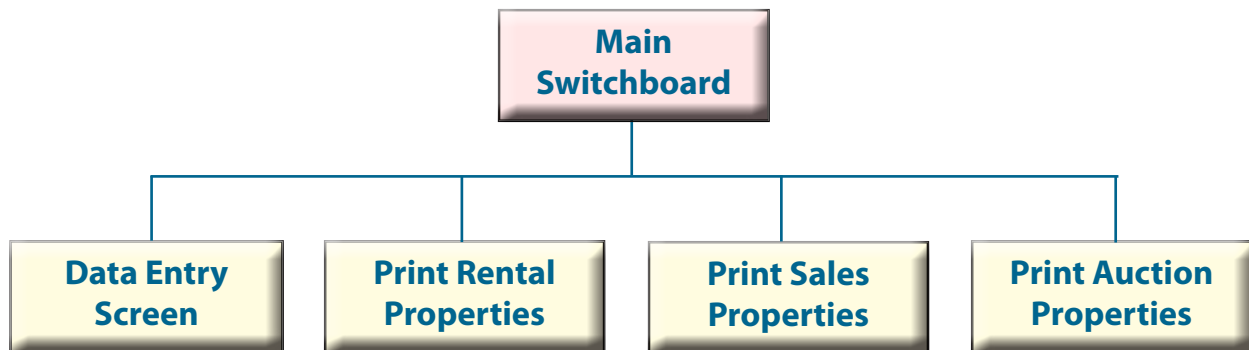 Main
Switchboard
Data Entry
Screen
Print Rental
Properties
Print Sales
Properties
Print Auction
Properties